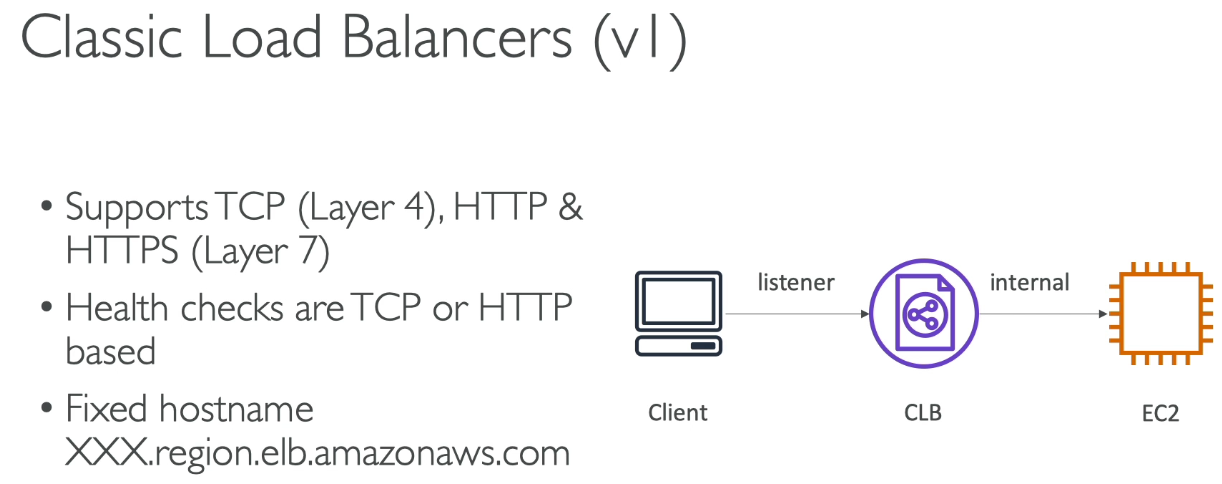 Classic Load Balancers (v1)
• Supports TCP (Layer 4), HTTP &
HTTPS (Layer 7)
• Health checks are TCP or HTTP
based
• Fixed hostname
XXX.region.elb.amazonaws.com
listener
internal
Client
CLB
EC2